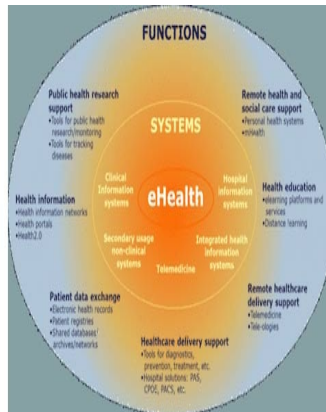 FUNCTIONS
Public health research
support
•Tools for public health
research/monitoring
•Tools for tracking
diseases
Remote health and
social care support
•Personal health systems
•mHealth
SYSTEMS
Clinical
Information
systems
Hospital
information
systems
eHealth
Health information
•Health information networks
•Health portals
•Health2.0
Health education
•eLearning platforms and
services
•Distance learning
Secondary usage
non-clinical
systems
Telemedicine
Integrated health
information
systems
Patient data exchange
•Electronic health records
•Patient registries
•Shared databases/
archives/networks
Remote healthcare
delivery support
•Telemedicine
•Tele-ologies
Healthcare delivery support
•Tools for diagnostics,
prevention, treatment, etc.
•Hospital solutions: PAS,
CPOE, PACS, etc.